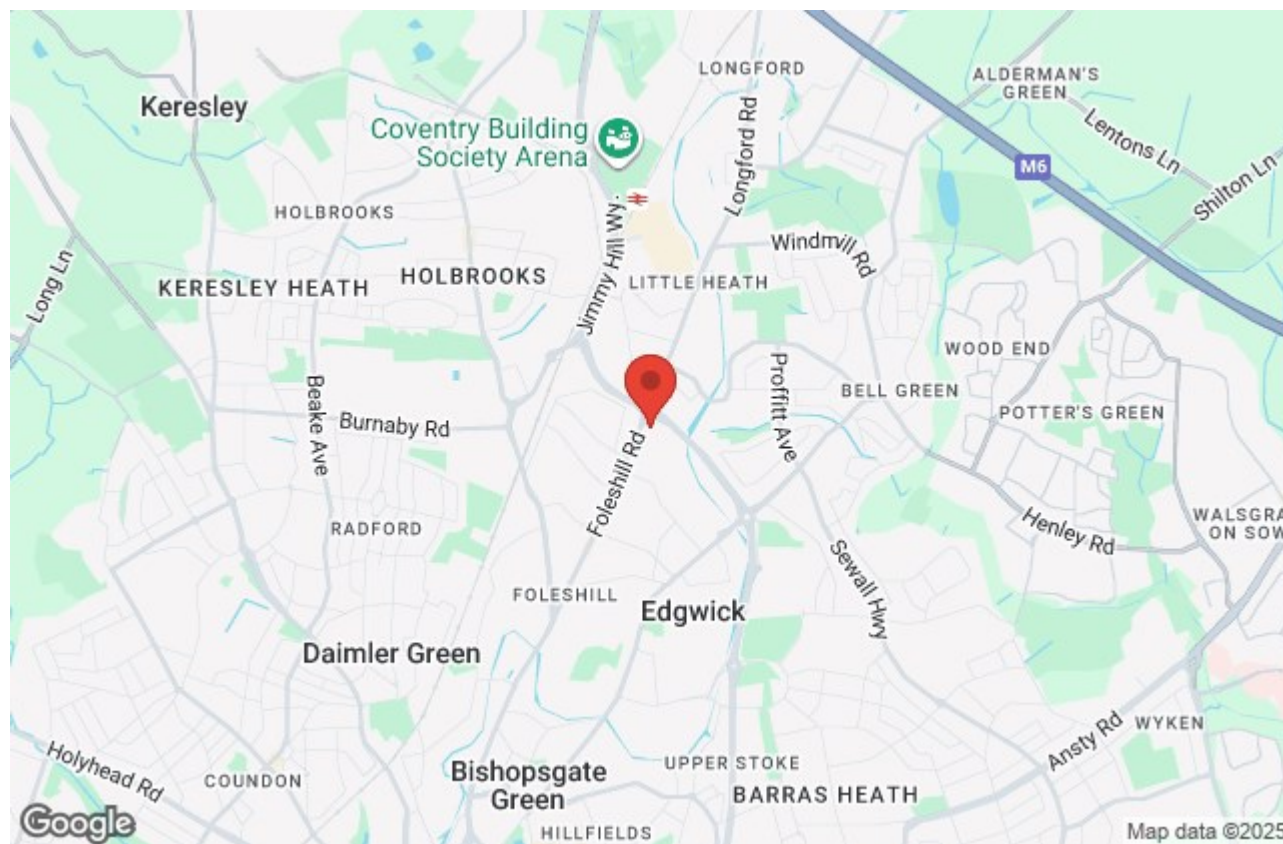 LONGFORD
ALDERMAN'S
GREEN
Keresley
Coventry Building
Society Arena
Longford Rd
Lentons Ln
M6
Shilton Ln
HOLBROOKS
Jimmy Hill Wy.
Windmill Rd
Long Ln
KERESLEY HEATH
HOLBROOKS
LITTLE HEATH
WOOD END
Beake Ave
Burnaby Rd
Proffitt Ave
BELL GREEN
POTTER'S GREEN
Foleshill Rd
RADFORD
Henley Rd
WALSGRA
ON SOW
Sewall Hwy
FOLESHILL
Edgwick
Daimler Green
WYKEN
Ansty Rd
Holyhead Rd
COUNDON
Bishopsgate
Green
UPPER STOKE
BARRAS HEATH
HILLFIELDS
Google
Map data ©2025